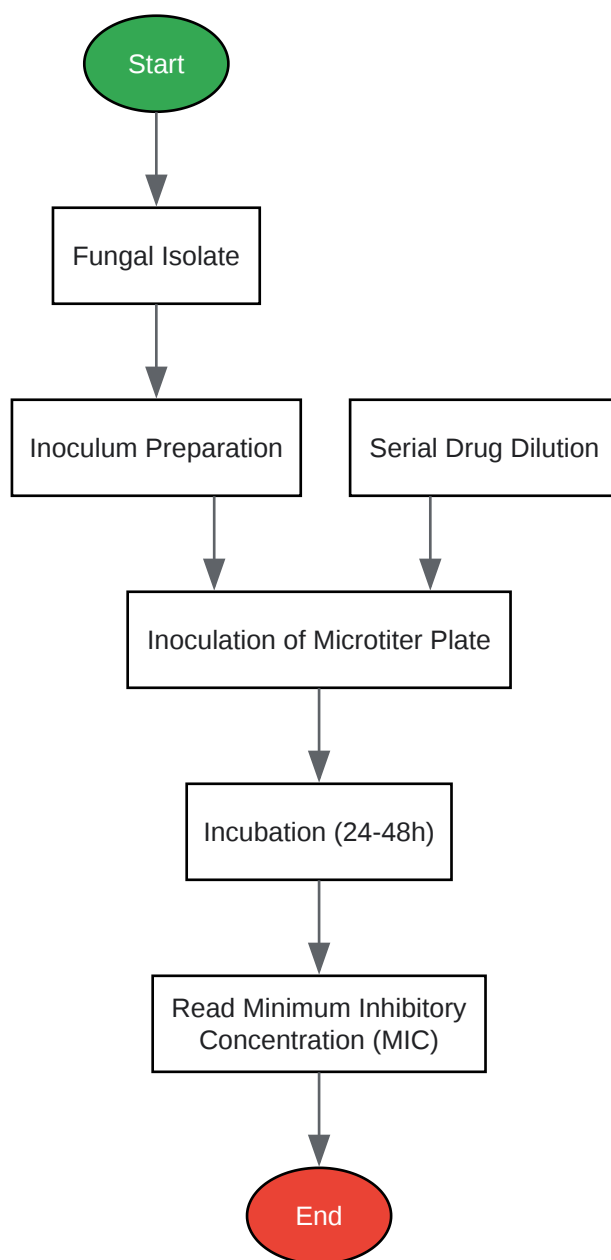 Start
Fungal Isolate
Inoculum Preparation
Serial Drug Dilution
Inoculation of Microtiter Plate
Incubation (24-48h)
Read Minimum Inhibitory
Concentration (MIC)
End